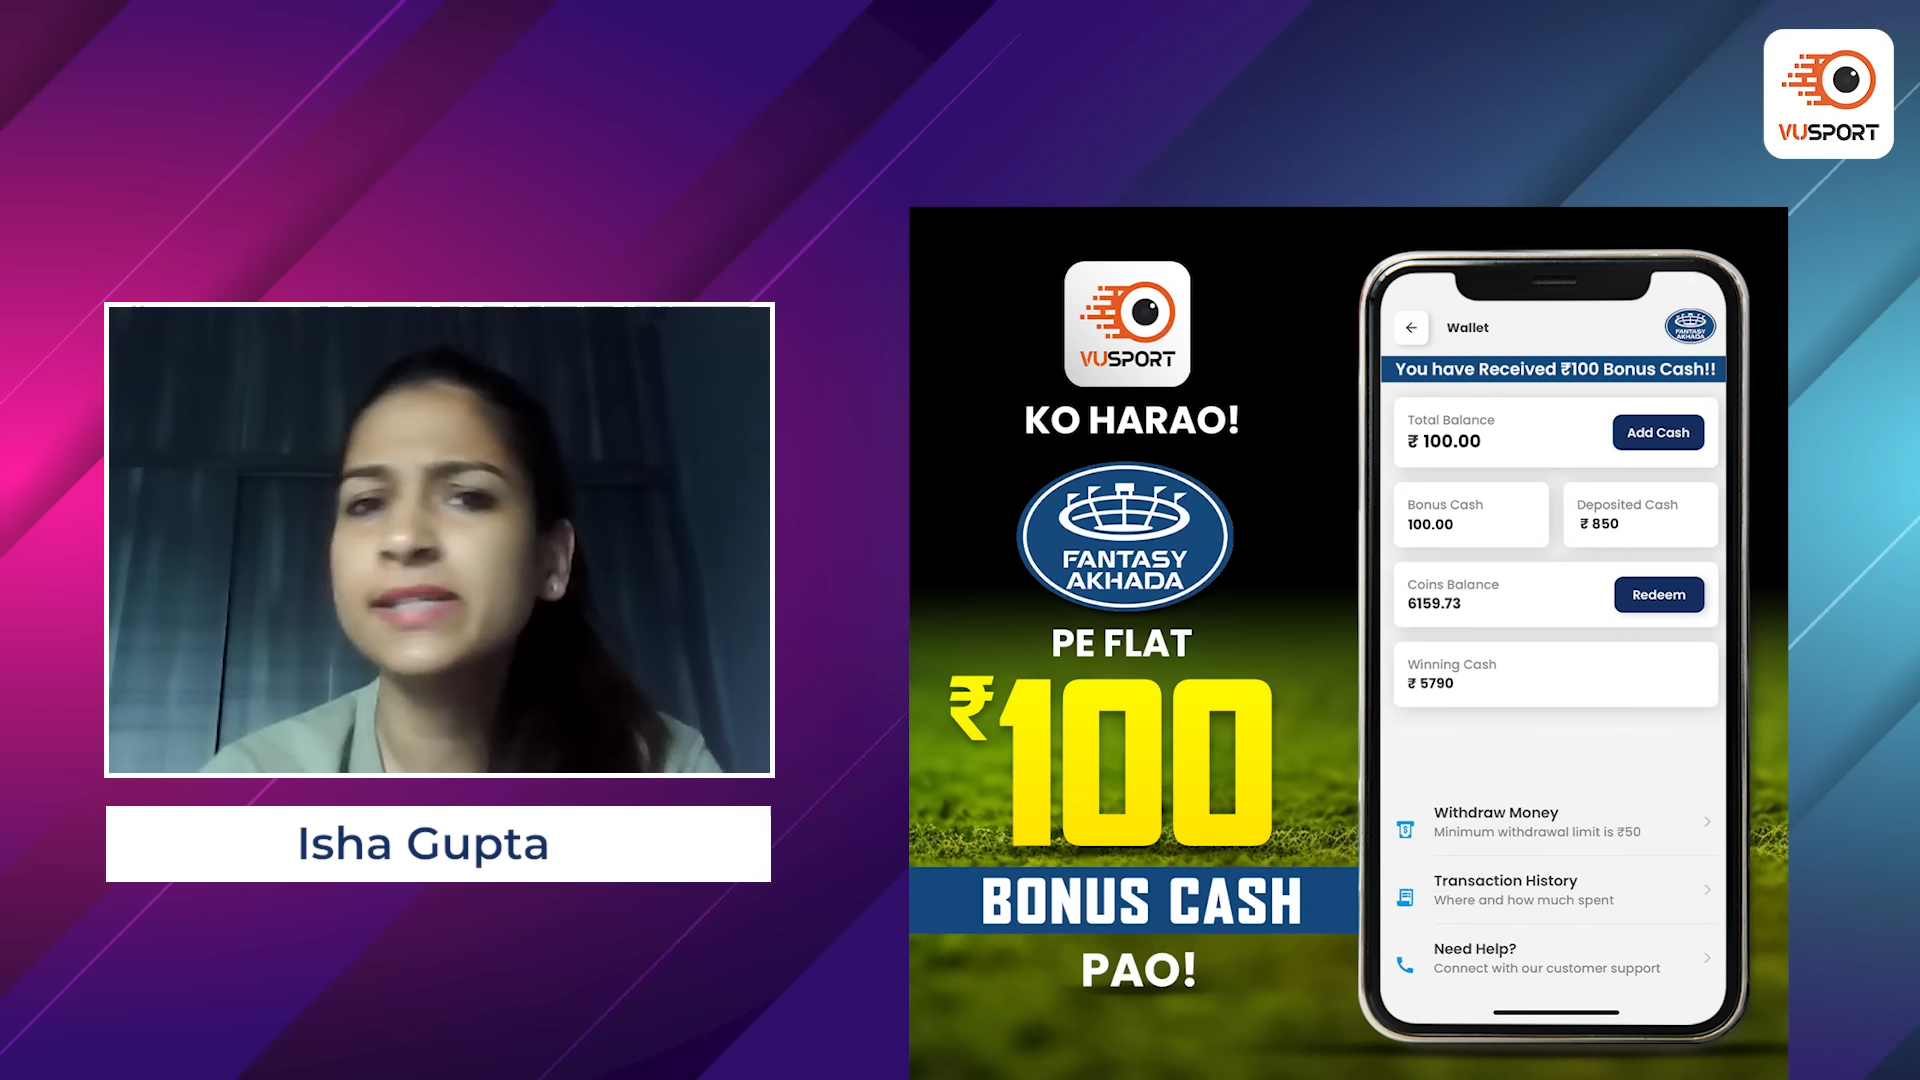 VUSPORT
Isha Gupta
VUSPORT
KO HARAO!
FANTASY
AKHADA
PE FLAT
₹100
BONUS CASH
PAO!
Wallet
FANTASY
AKHADA
You have Received ₹100 Bonus Cash!!
Total Balance
₹ 100.00
Add Cash
Bonus Cash
100.00
Deposited Cash
₹ 850
Coins Balance
6159.73
Redeem
Winning Cash
₹ 5790
Withdraw Money
Minimum withdrawal limit is ₹50
Transaction History
Where and how much spent
Need Help?
Connect with our customer support